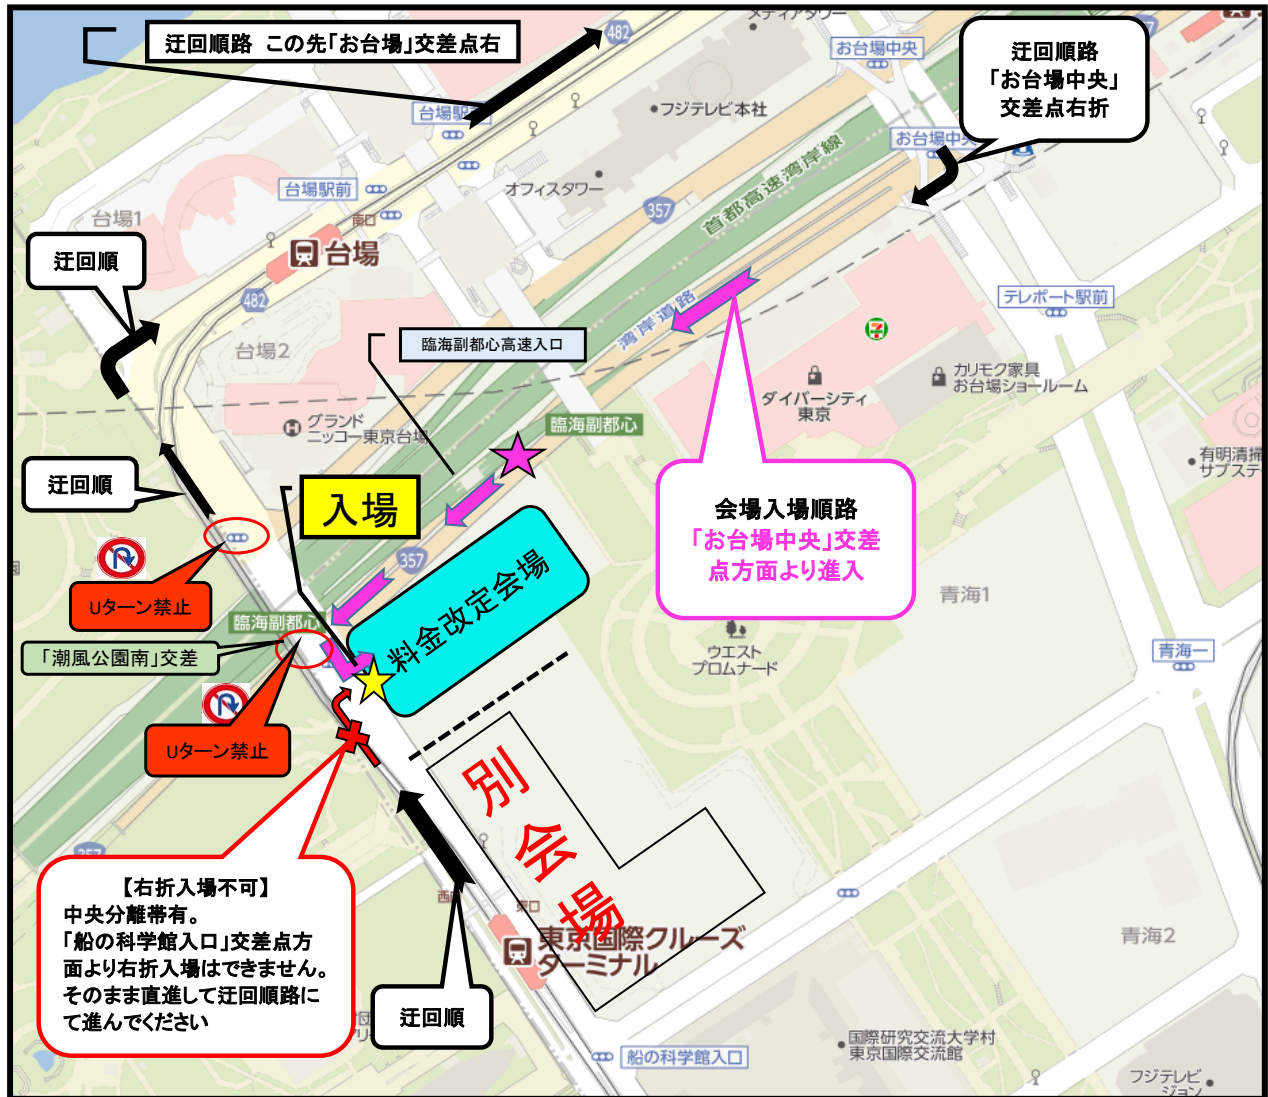 迂回順路 この先「お台場」交差点右
482
メディアタワー
お台場中央
迂回順路
「お台場中央」
交差点右折
台場駅
フジテレビ本社
お台場中央
首都高速湾岸線
オフィスタワー
台場駅前
357
台場1
南口
台場
迂回順
482
湾岸道路
テレポート駅前
台場2
臨海副都心高速入口
カリモク家具
お台場ショールーム
ダイバーシティ
東京
グランド
ニッコー東京台場
臨海副都心
有明清掃
サブステ
迂回順
入場
会場入場順路
「お台場中央」交差
点方面より進入
357
料金改定会場
Uターン禁止
青海1
臨海副都心
「潮風公園南」交差
ウエスト
プロムナード
青海一
Uターン禁止
別会場
357
【右折入場不可】
中央分離帯有。
「船の科学館入口」交差点方
面より右折入場はできません。
そのまま直進して迂回順路に
て進んでください
西
東口
東京国際クルーズ
ターミナル
青海2
迂回順
団
船の科学館入口
国際研究交流大学村
東京国際交流館
フジテレビ
ジョン